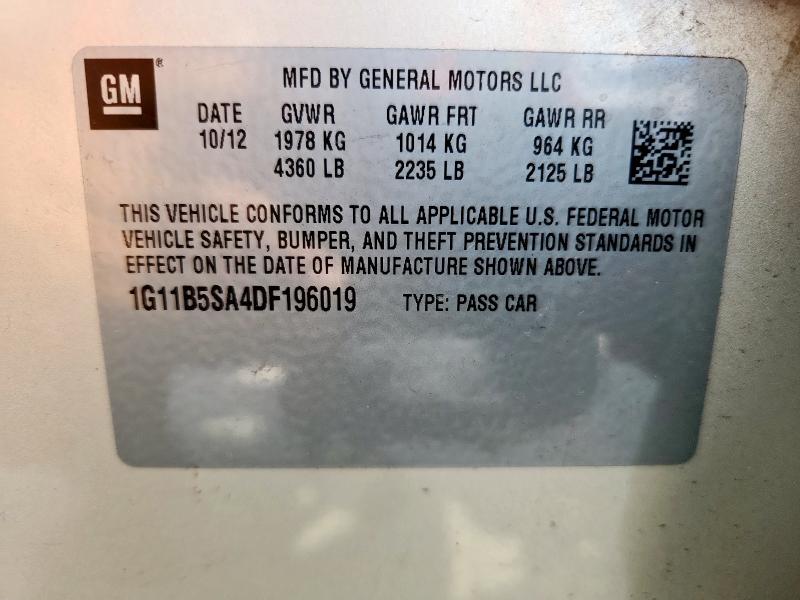 GM ®
MFD BY GENERAL MOTORS LLC
DATE GVWR GAWR FRT GAWR RR
10/12 1978 KG 1014 KG 964 KG
4360 LB 2235 LB 2125 LB
THIS VEHICLE CONFORMS TO ALL APPLICABLE U.S. FEDERAL MOTOR
VEHICLE SAFETY, BUMPER, AND THEFT PREVENTION STANDARDS IN
EFFECT ON THE DATE OF MANUFACTURE SHOWN ABOVE.
1G11B5SA4DF196019 TYPE: PASS CAR